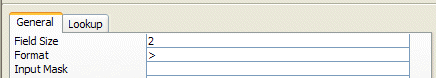 General Lookup
Field Size 2
Format >
Input Mask